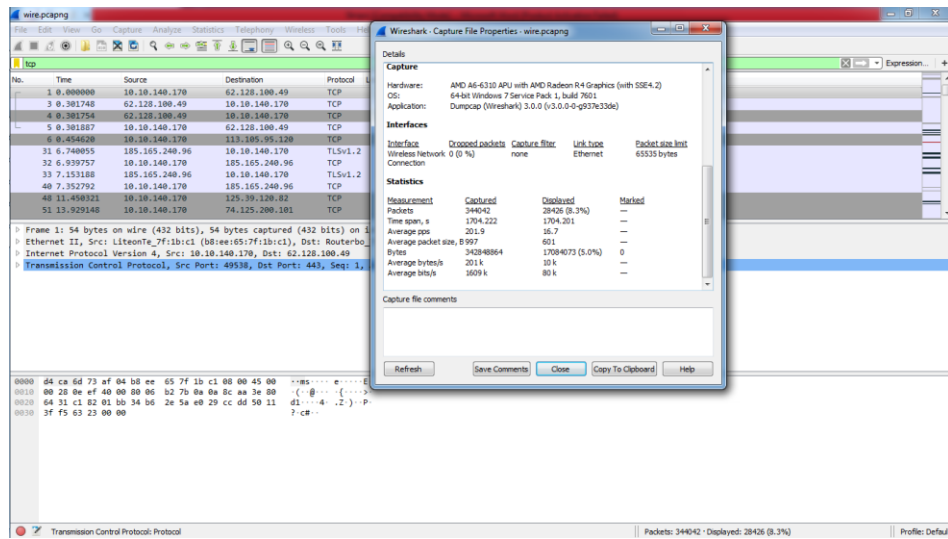 wire.pcapng
File Edit View Go Capture Analyze Statistics Telephony Wireless Tools
tcp
Expression... +
No. Time Source Destination Protocol
1 0.000000 10.10.140.170 62.128.100.49 TCP
3 0.301748 62.128.100.49 10.10.140.170 TCP
4 0.301754 62.128.100.49 10.10.140.170 TCP
5 0.301887 10.10.140.170 62.128.100.49 TCP
6 0.454620 10.10.140.170 113.105.95.120 TCP
31 6.740055 185.165.240.96 10.10.140.170 TLSv1.2
32 6.939757 10.10.140.170 185.165.240.96 TCP
33 7.153188 185.165.240.96 10.10.140.170 TLSv1.2
40 7.352792 10.10.140.170 185.165.240.96 TCP
48 11.450321 10.10.140.170 125.39.120.82 TCP
51 13.929148 10.10.140.170 74.125.200.101 TCP
Frame 1: 54 bytes on wire (432 bits), 54 bytes captured (432 bits) on
Ethernet II, Src: LiteonTe_7f:1b:c1 (b8:ee:65:7f:1b:c1), Dst: Routerbo_
Internet Protocol Version 4, Src: 10.10.140.170, Dst: 62.128.100.49
Transmission Control Protocol, Src Port: 49538, Dst Port: 443, Seq: 1,
0000 d4 ca 6d 73 af 04 b8 ee 65 7f 1b c1 08 00 45 00 ··ms···· e·····E
0010 00 28 0e ef 40 00 80 06 b2 7b 0a 0a 8c aa 3e 80 ·(··@··· ·{····>
0020 64 31 c1 82 01 bb 34 b6 2e 5a e0 29 cc dd 50 11 d1····4· .Z·)··P·
0030 3f f5 63 23 00 00 ?·c#··
Wireshark · Capture File Properties · wire.pcapng
Details
Capture
Hardware: AMD A6-6310 APU with AMD Radeon R4 Graphics (with SSE4.2)
OS: 64-bit Windows 7 Service Pack 1, build 7601
Application: Dumpcap (Wireshark) 3.0.0 (v3.0.0-0-g937e33de)
Interfaces
Interface Dropped packets Capture filter Link type Packet size limit
Wireless Network 0 (0 %) none Ethernet 65535 bytes
Connection
Statistics
Measurement Captured Displayed Marked
Packets 344042 28426 (8.3%) —
Time span, s 1704.222 1704.201 —
Average pps 201.9 16.7 —
Average packet size, B 997 601 —
Bytes 342848864 17084073 (5.0%) 0
Average bytes/s 201 k 10 k —
Average bits/s 1609 k 80 k —
Capture file comments
Refresh Save Comments Close Copy To Clipboard Help
Transmission Control Protocol: Protocol
Packets: 344042 · Displayed: 28426 (8.3%)
Profile: Defau